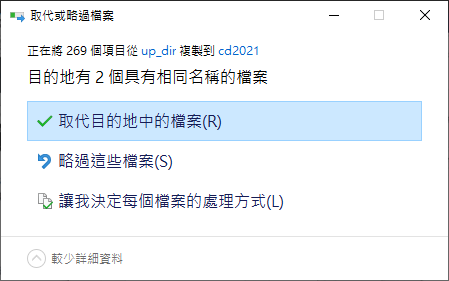 取代或略過檔案
正在將 269 個項目從 up_dir 複製到 cd2021
目的地有 2 個具有相同名稱的檔案
取代目的地中的檔案(R)
略過這些檔案(S)
讓我決定每個檔案的處理方式(L)
較少詳細資料